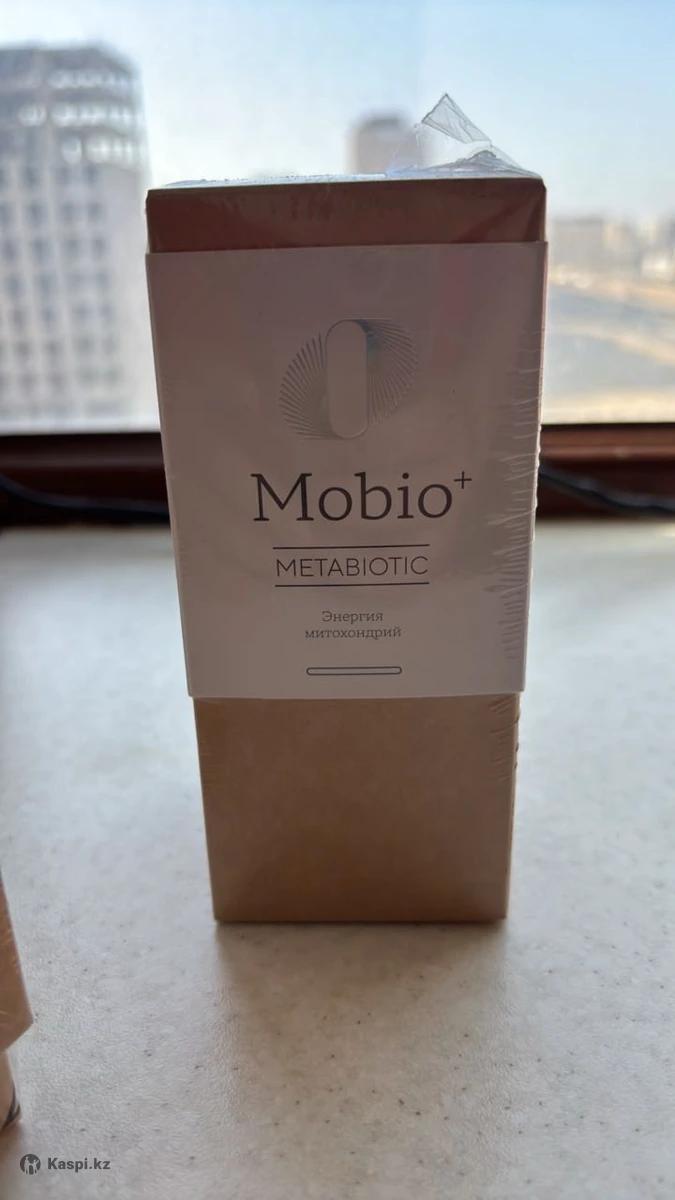 Mobio+
METABIOTIC
Энергия
митохондрий
Kaspi.kz